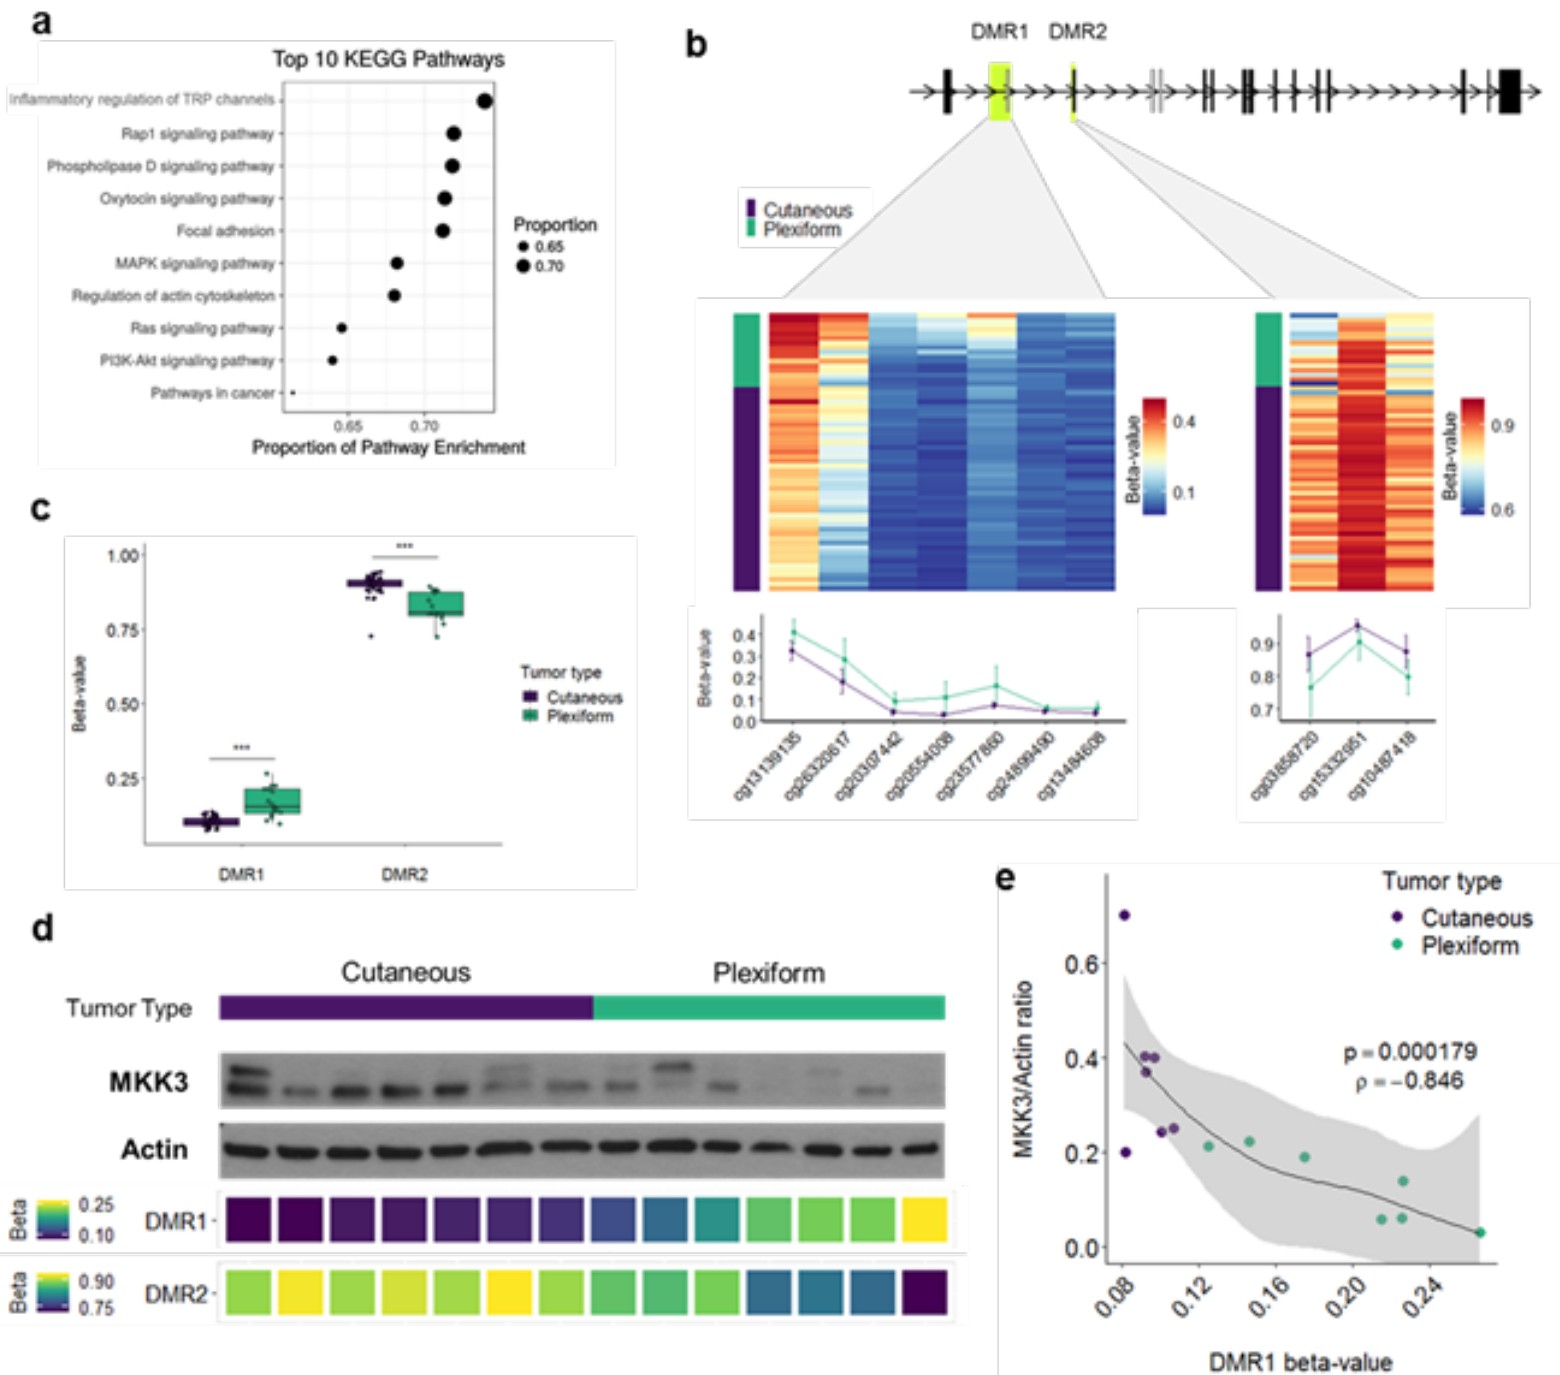 a
Top 10 KEGG Pathways
Inflammatory regulation of TRP channels
Rap1 signaling pathway
Phospholipase D signaling pathway
Oxytocin signaling pathway
Focal adhesion
MAPK signaling pathway
Regulation of actin cytoskeleton
Ras signaling pathway
PI3K-Akt signaling pathway
Pathways in cancer
0.65 0.70
Proportion of Pathway Enrichment
Proportion
0.65
0.70
b
DMR1 DMR2
Cutaneous
Plexiform
Beta-value
0.4
0.1
Beta-value
0.9
0.6
Beta-value
0.4
0.3
0.2
0.1
0.0
cg13139135
cg26320617
cg20307442
cg20554008
cg23577860
cg24899490
cg13484608
0.9
0.8
0.7
cg03858720
cg15332951
cg10487418
c
Beta-value
1.00
0.75
0.50
0.25
***
***
DMR1 DMR2
Tumor type
Cutaneous
Plexiform
d
Cutaneous Plexiform
Tumor Type
MKK3
Actin
Beta
0.25
0.10
DMR1
Beta
0.90
0.75
DMR2
e
Tumor type
Cutaneous
Plexiform
MKK3/Actin ratio
0.6
0.4
0.2
0.0
p = 0.000179
ρ = −0.846
0.08 0.12 0.16 0.20 0.24
DMR1 beta-value